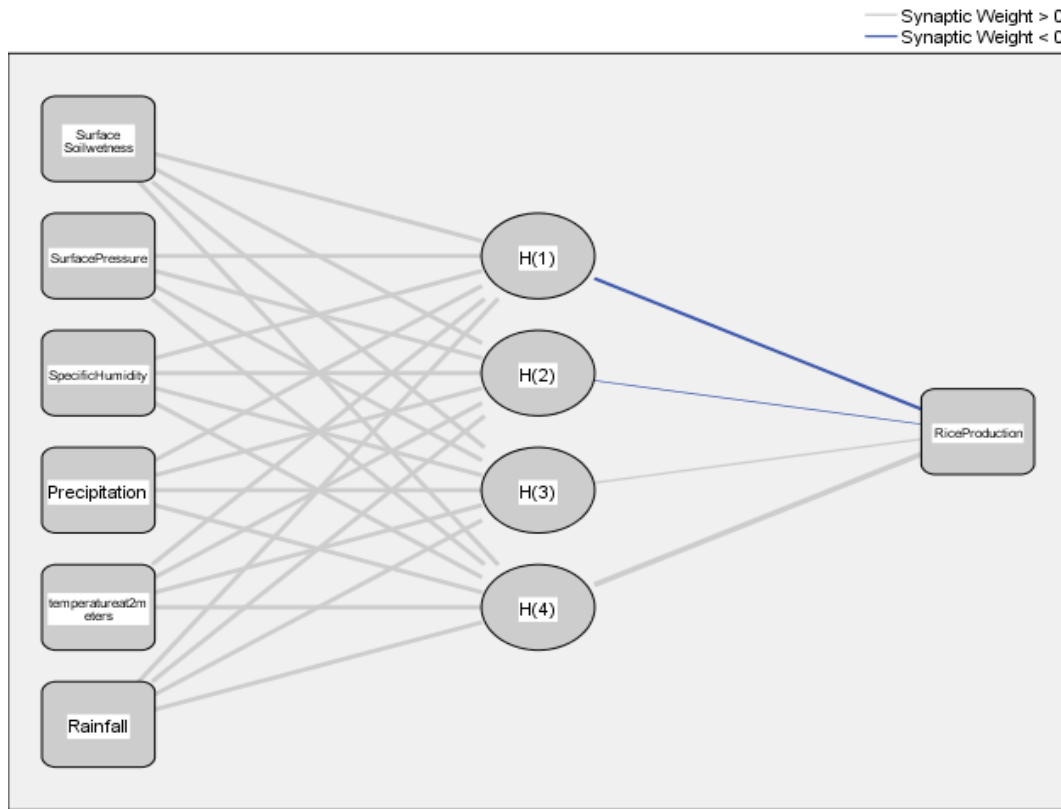 Synaptic Weight > 0
Synaptic Weight < 0
Surface
Soilwetness
SurfacePressure
SpecificHumidity
Precipitation
temperatureat2m
eters
Rainfall
H(1)
H(2)
H(3)
H(4)
RiceProduction